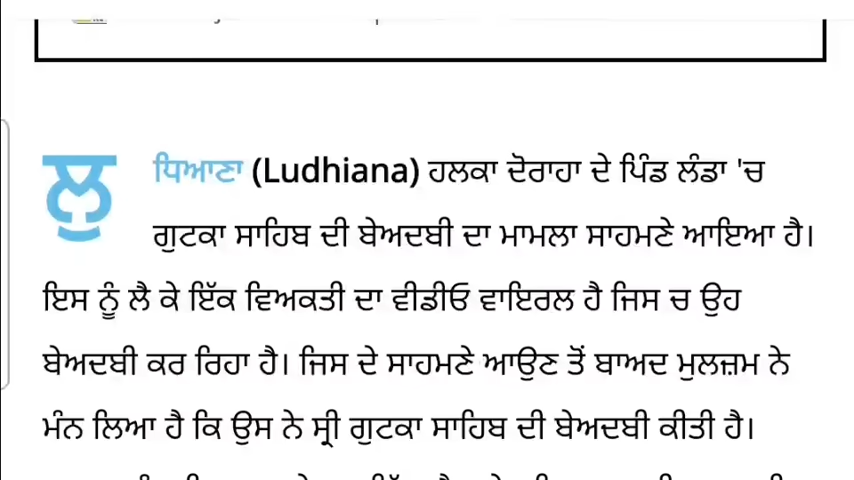 ਲੁਧਿਆਣਾ (Ludhiana) ਹਲਕਾ ਦੋਰਾਹਾ ਦੇ ਪਿੰਡ ਲੰਡਾ 'ਚ
ਗੁਟਕਾ ਸਾਹਿਬ ਦੀ ਬੇਅਦਬੀ ਦਾ ਮਾਮਲਾ ਸਾਹਮਣੇ ਆਇਆ ਹੈ।
ਇਸ ਨੂੰ ਲੈ ਕੇ ਇੱਕ ਵਿਅਕਤੀ ਦਾ ਵੀਡੀਓ ਵਾਇਰਲ ਹੈ ਜਿਸ ਚ ਉਹ
ਬੇਅਦਬੀ ਕਰ ਰਿਹਾ ਹੈ। ਜਿਸ ਦੇ ਸਾਹਮਣੇ ਆਉਣ ਤੋਂ ਬਾਅਦ ਮੁਲਜ਼ਮ ਨੇ
ਮੰਨ ਲਿਆ ਹੈ ਕਿ ਉਸ ਨੇ ਸ੍ਰੀ ਗੁਟਕਾ ਸਾਹਿਬ ਦੀ ਬੇਅਦਬੀ ਕੀਤੀ ਹੈ।